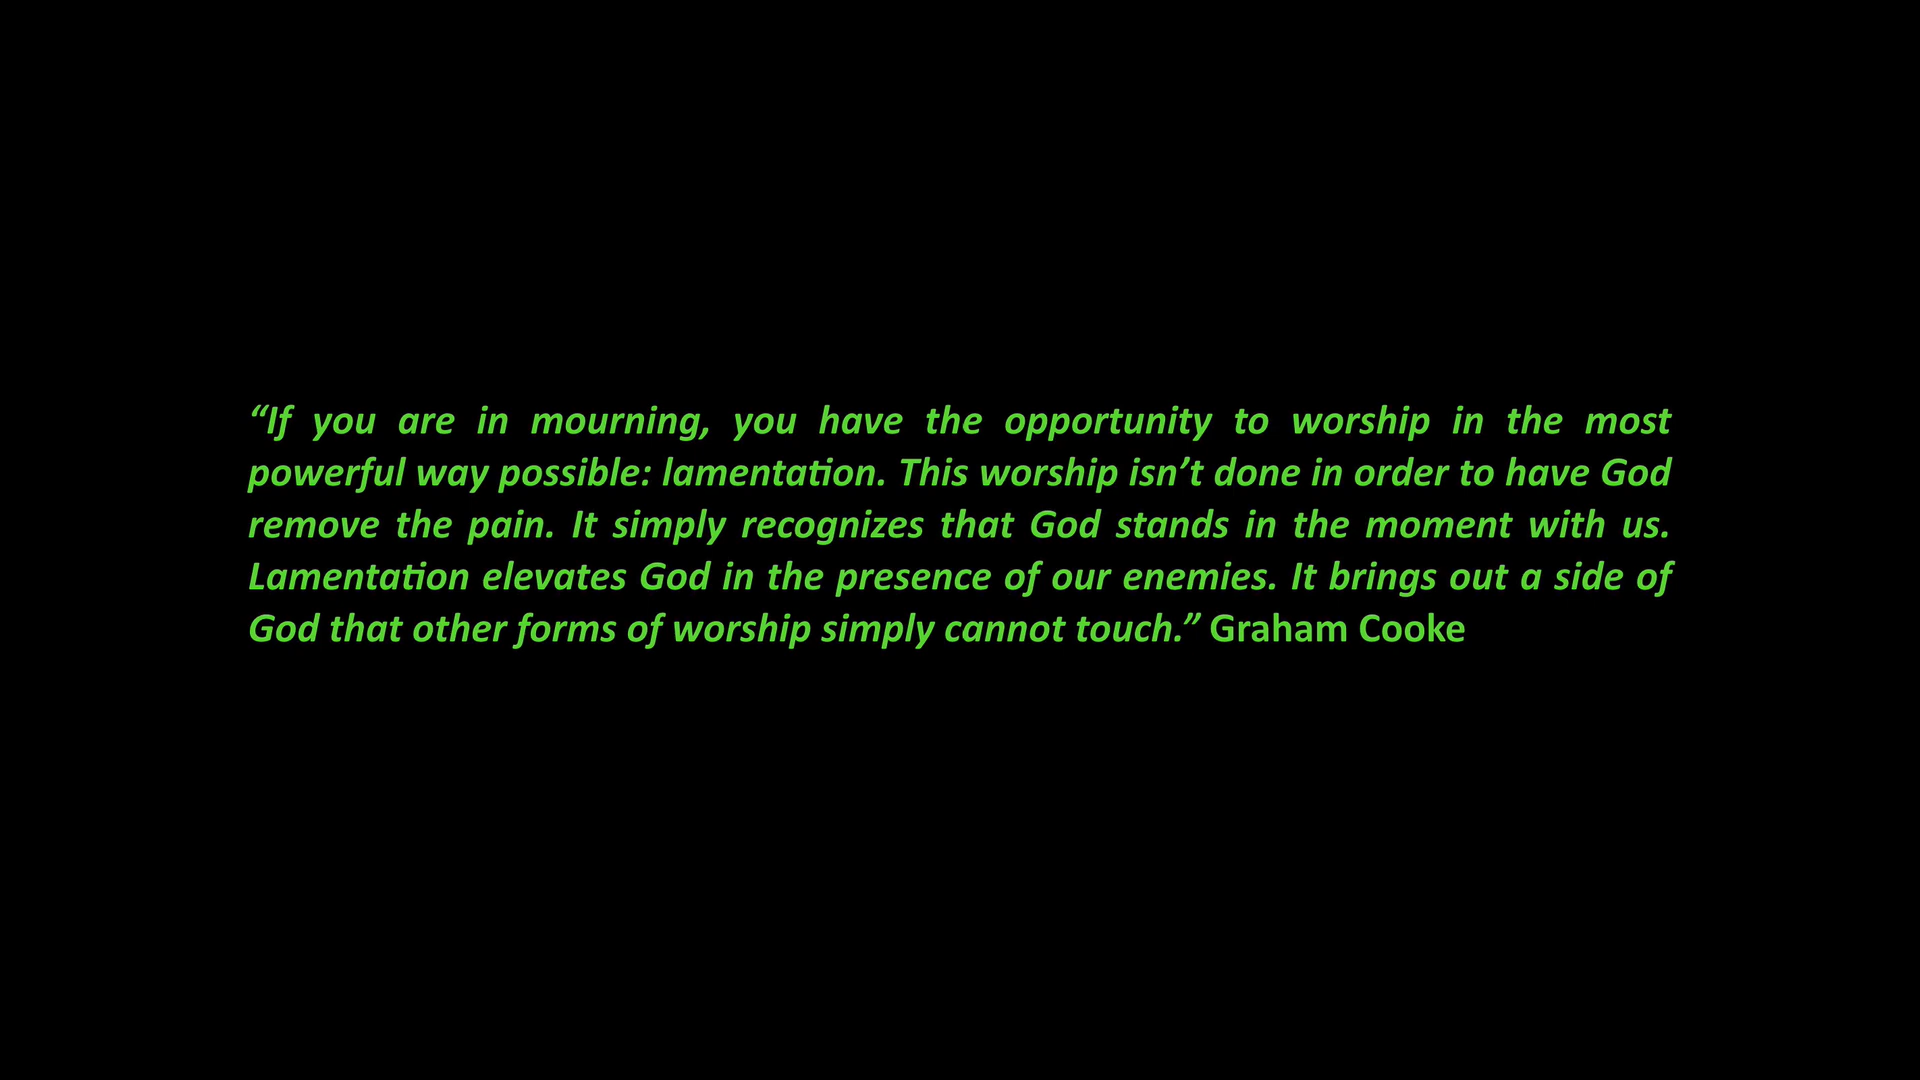 “If you are in mourning, you have the opportunity to worship in the most
powerful way possible: lamentation. This worship isn’t done in order to have God
remove the pain. It simply recognizes that God stands in the moment with us.
Lamentation elevates God in the presence of our enemies. It brings out a side of
God that other forms of worship simply cannot touch.” Graham Cooke